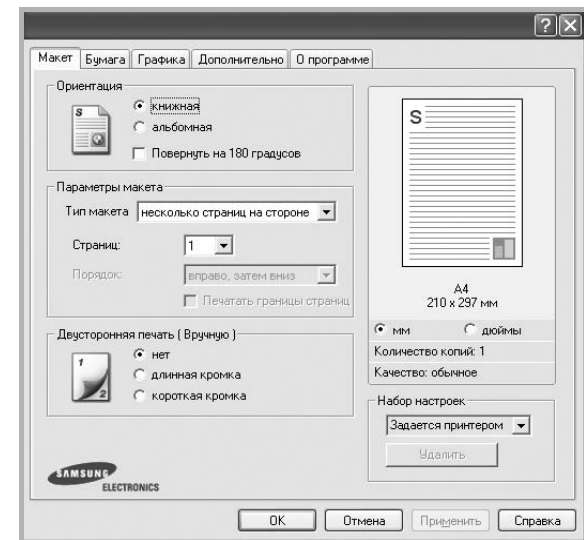 Макет Бумага Графика Дополнительно О программе
Ориентация
S
книжная
альбомная
Повернуть на 180 градусов
Параметры макета
Тип макета несколько страниц на стороне
Страниц: 1
Порядок: вправо, затем вниз
Печатать границы страниц
Двусторонняя печать ( Вручную )
1
2
нет
длинная кромка
короткая кромка
SAMSUNG
ELECTRONICS
S
A4
210 x 297 мм
мм дюймы
Количество копий: 1
Качество: обычное
Набор настроек
Задается принтером
Удалить
OK Отмена Применить Справка